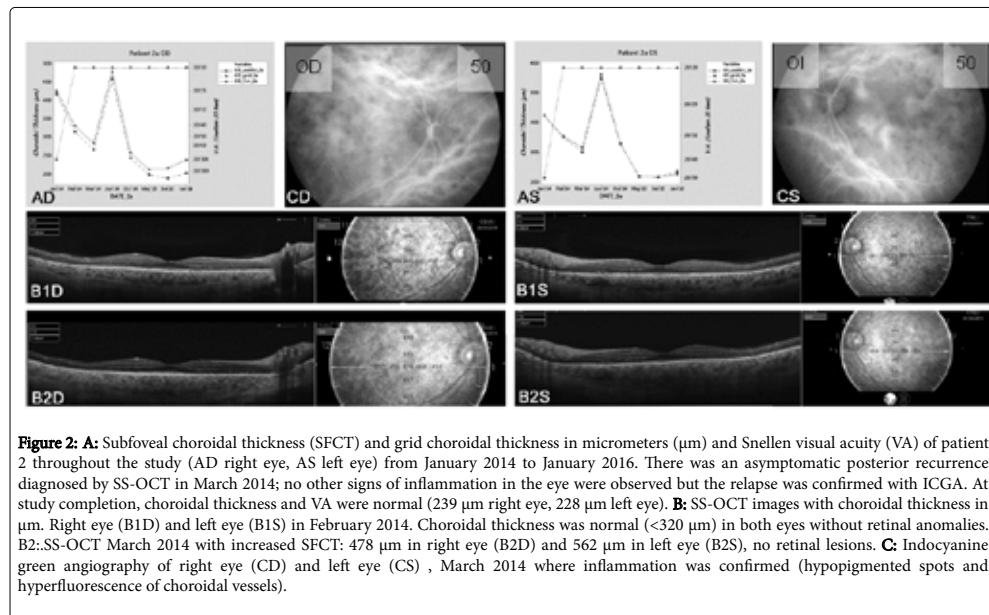 Patient 2a OD
OD
50
Patient 2a OS
OI
50
Choroidal Thickness (µm)
AD
CD
AS
CS
B1D
B1S
B2D
B2S
Figure 2: A: Subfoveal choroidal thickness (SFCT) and grid choroidal thickness in micrometers (µm) and Snellen visual acuity (VA) of patient
2 throughout the study (AD right eye, AS left eye) from January 2014 to January 2016. There was an asymptomatic posterior recurrence
diagnosed by SS-OCT in March 2014; no other signs of inflammation in the eye were observed but the relapse was confirmed with ICGA. At
study completion, choroidal thickness and VA were normal (239 µm right eye, 228 µm left eye). B: SS-OCT images with choroidal thickness in
µm. Right eye (B1D) and left eye (B1S) in February 2014. Choroidal thickness was normal (<320 µm) in both eyes without retinal anomalies.
B2:.SS-OCT March 2014 with increased SFCT: 478 µm in right eye (B2D) and 562 µm in left eye (B2S), no retinal lesions. C: Indocyanine
green angiography of right eye (CD) and left eye (CS) , March 2014 where inflammation was confirmed (hypopigmented spots and
hyperfluorescence of choroidal vessels).